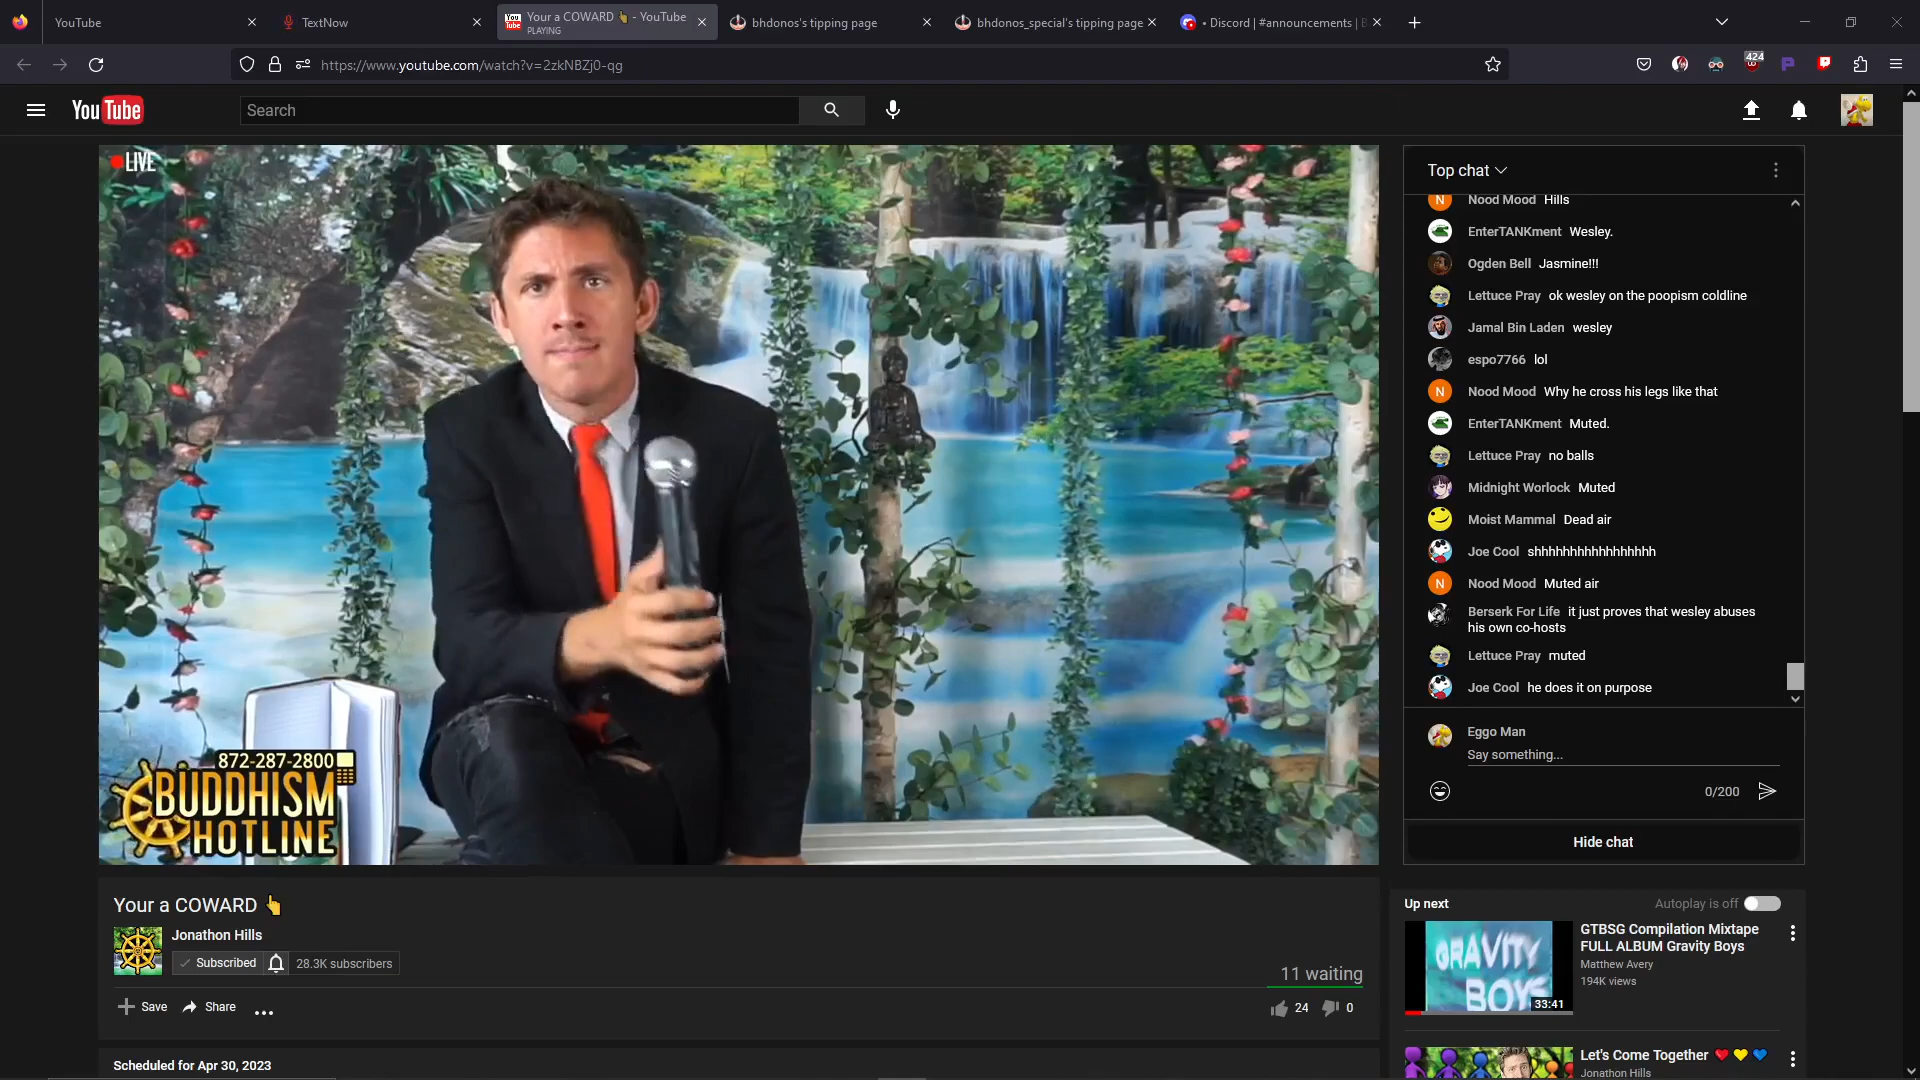 YouTube
TextNow
Your a COWARD 👆 - YouTube
PLAYING
bhdonos's tipping page
bhdonos_special's tipping page
• Discord | #announcements | B
https://www.youtube.com/watch?v=2zkNBZj0-qg
424
YouTube
Search
LIVE
872-287-2800
BUDDHISM
HOTLINE
Top chat
Nood Mood Hills
EnterTANKment Wesley.
Ogden Bell Jasmine!!!
Lettuce Pray ok wesley on the poopism coldline
Jamal Bin Laden wesley
espo7766 lol
Nood Mood Why he cross his legs like that
EnterTANKment Muted.
Lettuce Pray no balls
Midnight Worlock Muted
Moist Mammal Dead air
Joe Cool shhhhhhhhhhhhhhhhh
Nood Mood Muted air
Berserk For Life it just proves that wesley abuses
his own co-hosts
Lettuce Pray muted
Joe Cool he does it on purpose
Eggo Man
Say something...
0/200
Hide chat
Your a COWARD 👆
Jonathon Hills
Subscribed
28.3K subscribers
11 waiting
Save
Share
24
0
Scheduled for Apr 30, 2023
Up next
Autoplay is off
GRAVITY
BOYS
33:41
GTBSG Compilation Mixtape
FULL ALBUM Gravity Boys
Matthew Avery
194K views
Let's Come Together ❤️💛💙
Jonathon Hills